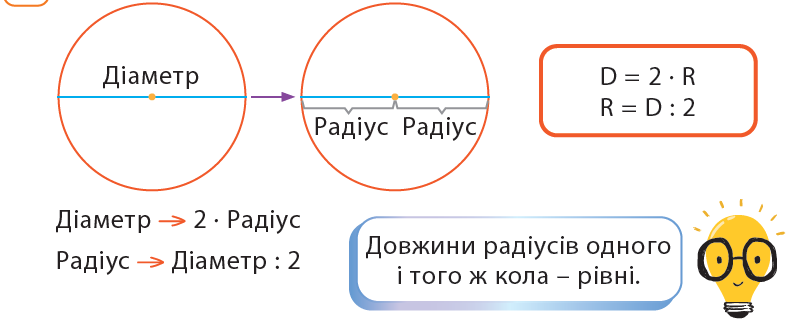 Діаметр
Радіус Радіус
D = 2 · R
R = D : 2
Діаметр → 2 · Радіус
Радіус → Діаметр : 2
Довжини радіусів одного
і того ж кола – рівні.